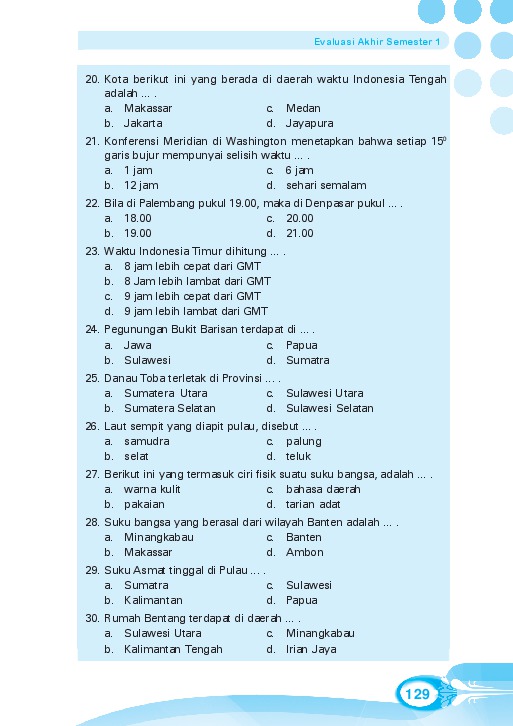 Evaluasi Akhir Semester 1
20. Kota berikut ini yang berada di daerah waktu Indonesia Tengah
adalah ... .
a. Makassar c. Medan
b. Jakarta d. Jayapura
21. Konferensi Meridian di Washington menetapkan bahwa setiap 15⁰
garis bujur mempunyai selisih waktu ... .
a. 1 jam c. 6 jam
b. 12 jam d. sehari semalam
22. Bila di Palembang pukul 19.00, maka di Denpasar pukul ... .
a. 18.00 c. 20.00
b. 19.00 d. 21.00
23. Waktu Indonesia Timur dihitung ... .
a. 8 jam lebih cepat dari GMT
b. 8 Jam lebih lambat dari GMT
c. 9 jam lebih cepat dari GMT
d. 9 jam lebih lambat dari GMT
24. Pegunungan Bukit Barisan terdapat di ... .
a. Jawa c. Papua
b. Sulawesi d. Sumatra
25. Danau Toba terletak di Provinsi ... .
a. Sumatera Utara c. Sulawesi Utara
b. Sumatera Selatan d. Sulawesi Selatan
26. Laut sempit yang diapit pulau, disebut ... .
a. samudra c. palung
b. selat d. teluk
27. Berikut ini yang termasuk ciri fisik suatu suku bangsa, adalah ... .
a. warna kulit c. bahasa daerah
b. pakaian d. tarian adat
28. Suku bangsa yang berasal dari wilayah Banten adalah ... .
a. Minangkabau c. Banten
b. Makassar d. Ambon
29. Suku Asmat tinggal di Pulau ... .
a. Sumatra c. Sulawesi
b. Kalimantan d. Papua
30. Rumah Bentang terdapat di daerah ... .
a. Sulawesi Utara c. Minangkabau
b. Kalimantan Tengah d. Irian Jaya
129